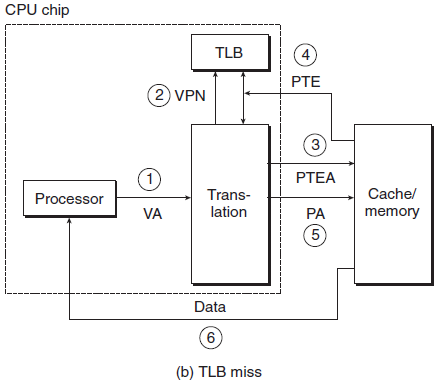 CPU chip
TLB
4
PTE
2 VPN
3
PTEA
1
VA
Processor
Trans-
lation
Cache/
memory
PA
5
Data
6
(b) TLB miss